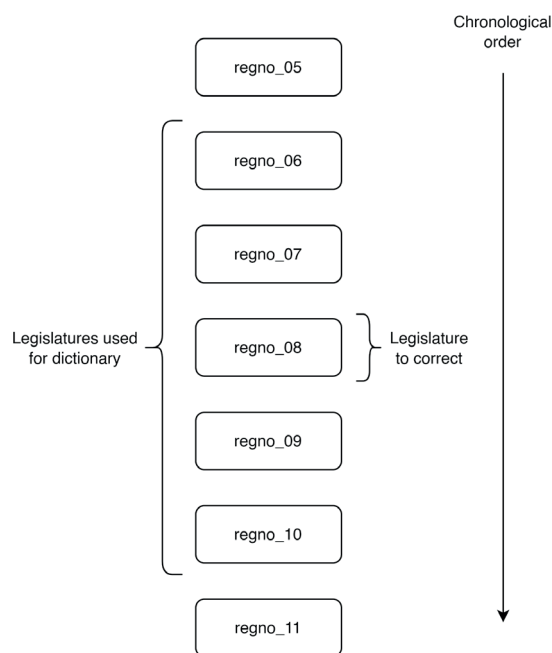 Chronological
order
regno_05
regno_06
regno_07
Legislatures used
for dictionary
regno_08
Legislature
to correct
regno_09
regno_10
regno_11